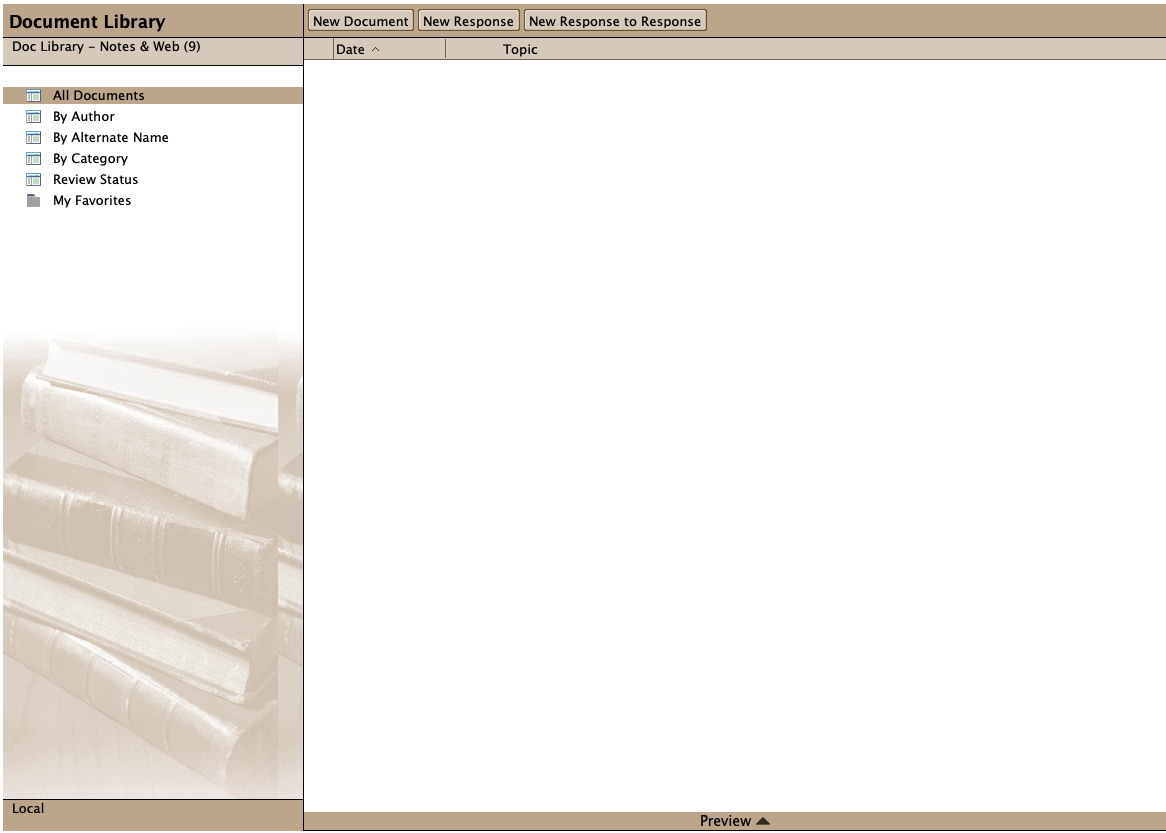 Document Library
Doc Library – Notes & Web (9)
All Documents
By Author
By Alternate Name
By Category
Review Status
My Favorites
Local
New Document New Response New Response to Response
Date Topic
Preview